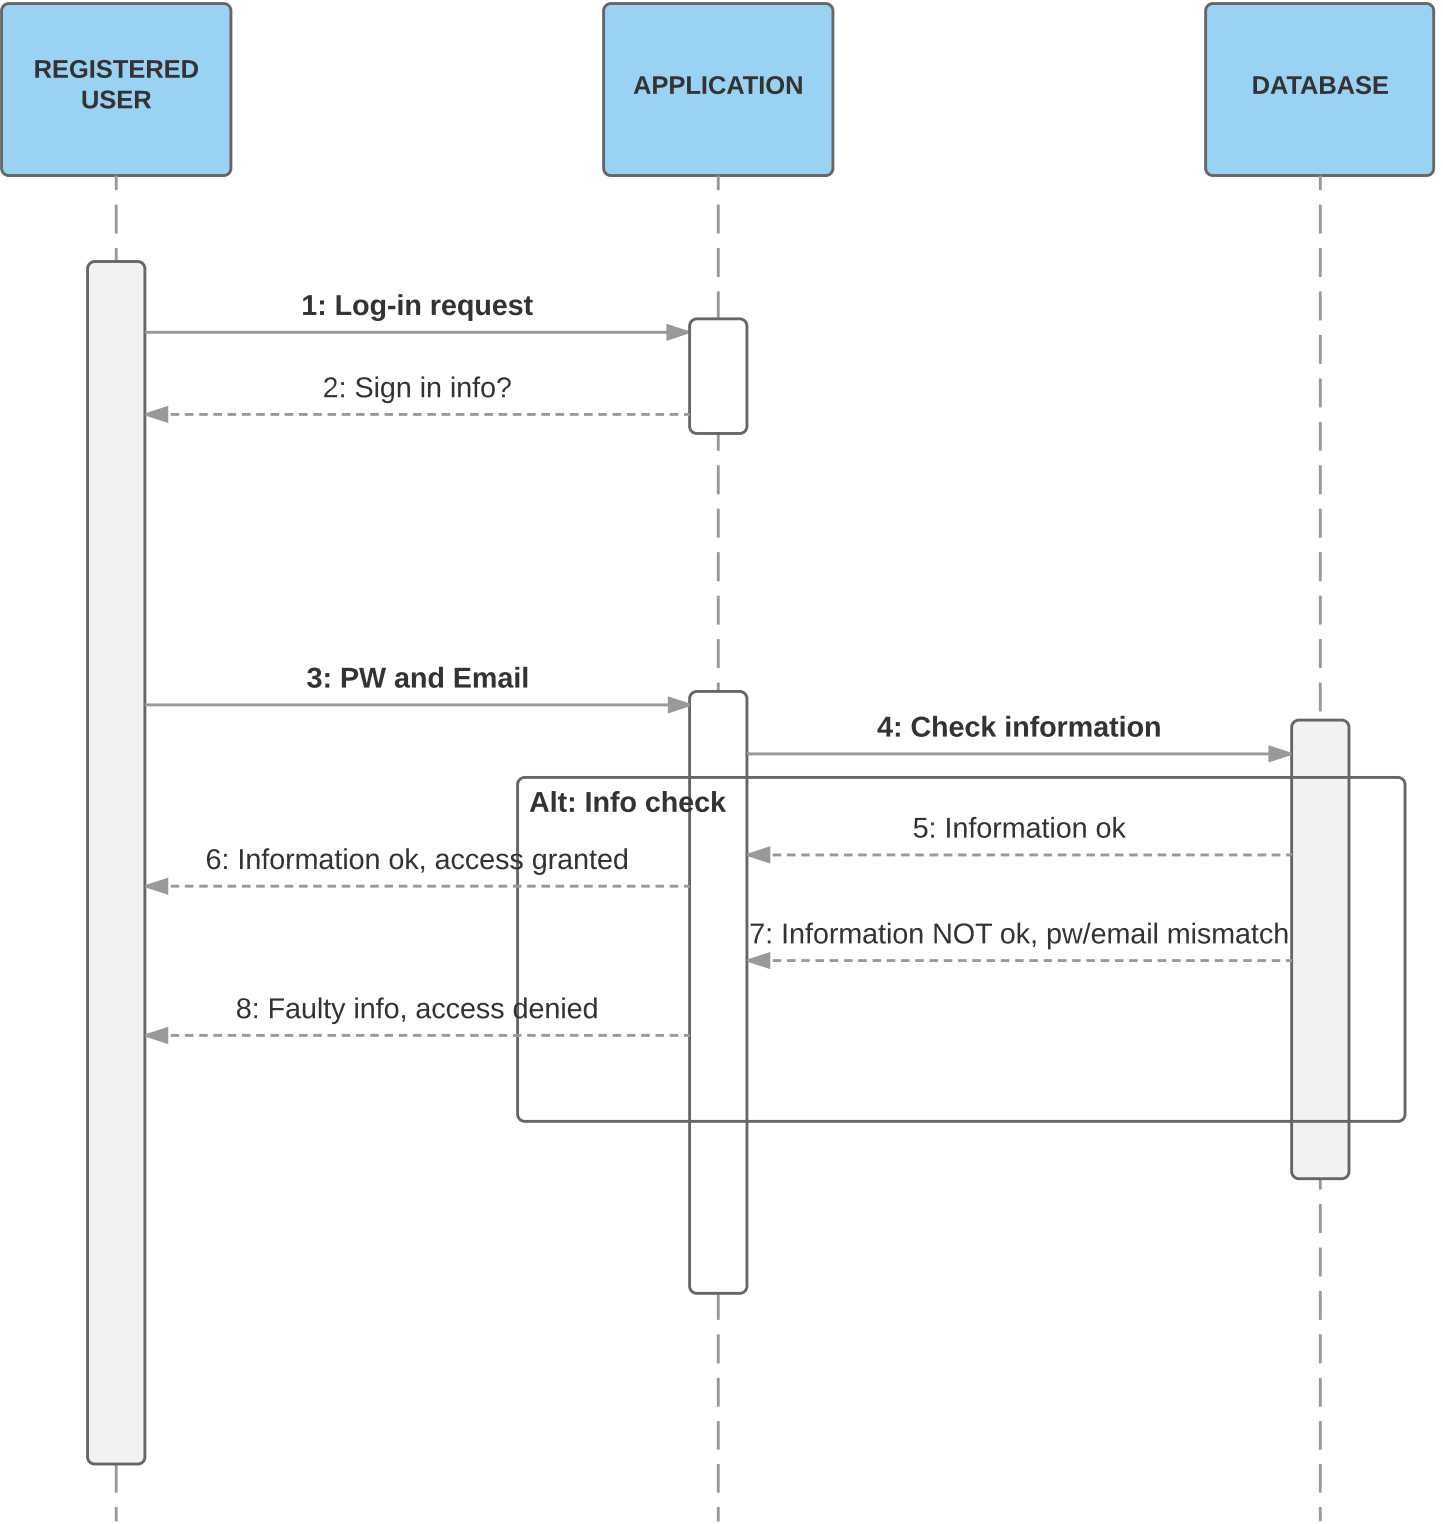 REGISTERED
USER
APPLICATION
DATABASE
1: Log-in request
2: Sign in info?
3: PW and Email
4: Check information
Alt: Info check
5: Information ok
6: Information ok, access granted
7: Information NOT ok, pw/email mismatch
8: Faulty info, access denied